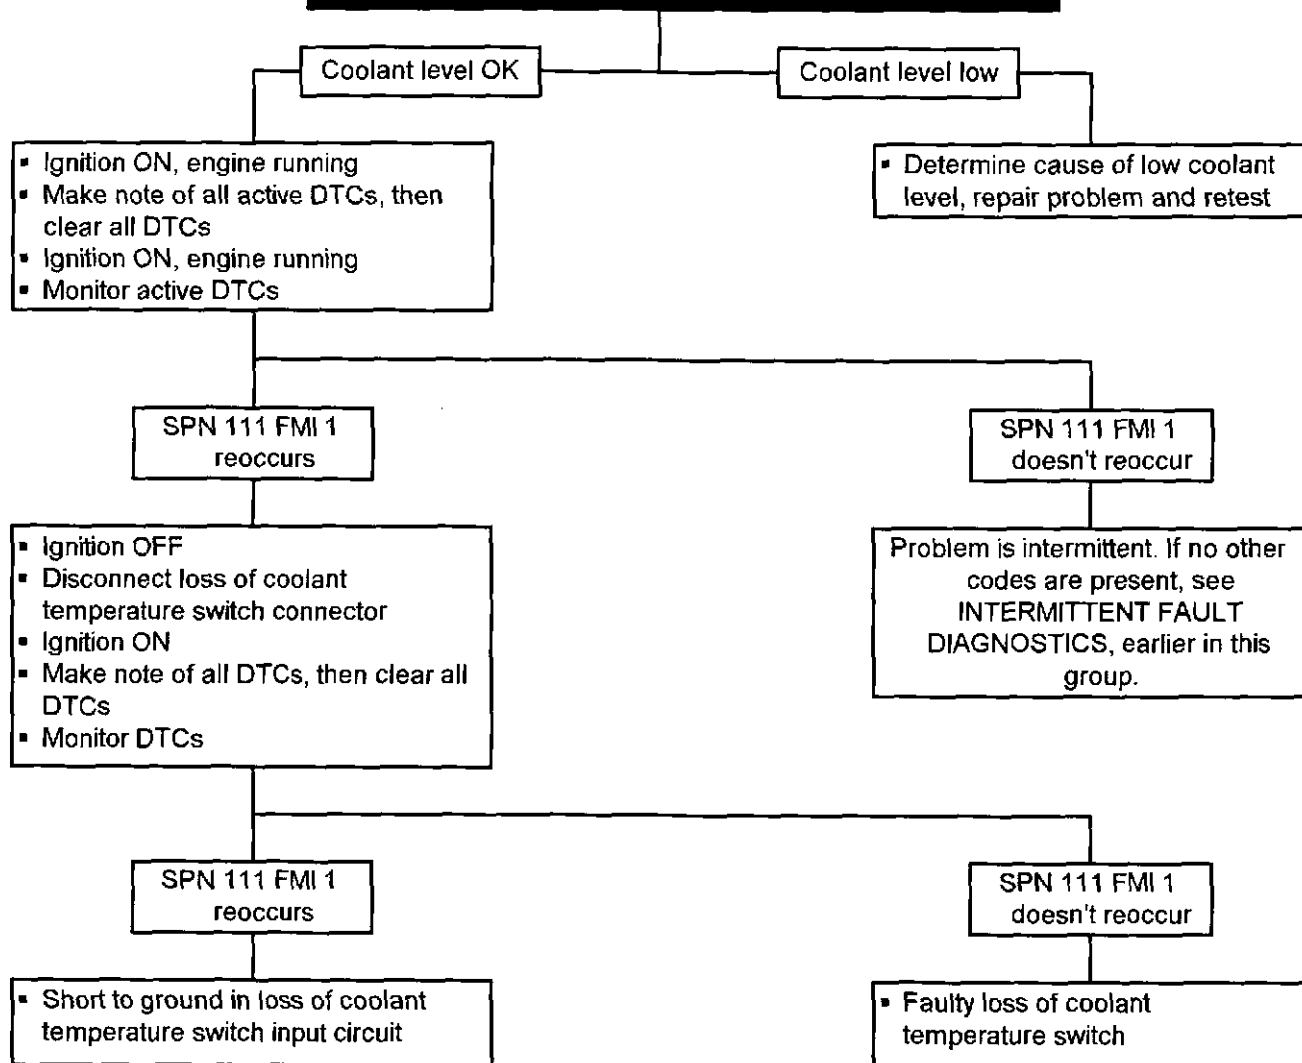 Coolant level OK
Coolant level low
▪ Ignition ON, engine running
▪ Make note of all active DTCs, then
clear all DTCs
▪ Ignition ON, engine running
▪ Monitor active DTCs
▪ Determine cause of low coolant
level, repair problem and retest
SPN 111 FMI 1
reoccurs
SPN 111 FMI 1
doesn't reoccur
▪ Ignition OFF
▪ Disconnect loss of coolant
temperature switch connector
▪ Ignition ON
▪ Make note of all DTCs, then clear all
DTCs
▪ Monitor DTCs
Problem is intermittent. If no other
codes are present, see
INTERMITTENT FAULT
DIAGNOSTICS, earlier in this
group.
SPN 111 FMI 1
reoccurs
SPN 111 FMI 1
doesn't reoccur
▪ Short to ground in loss of coolant
temperature switch input circuit
▪ Faulty loss of coolant
temperature switch